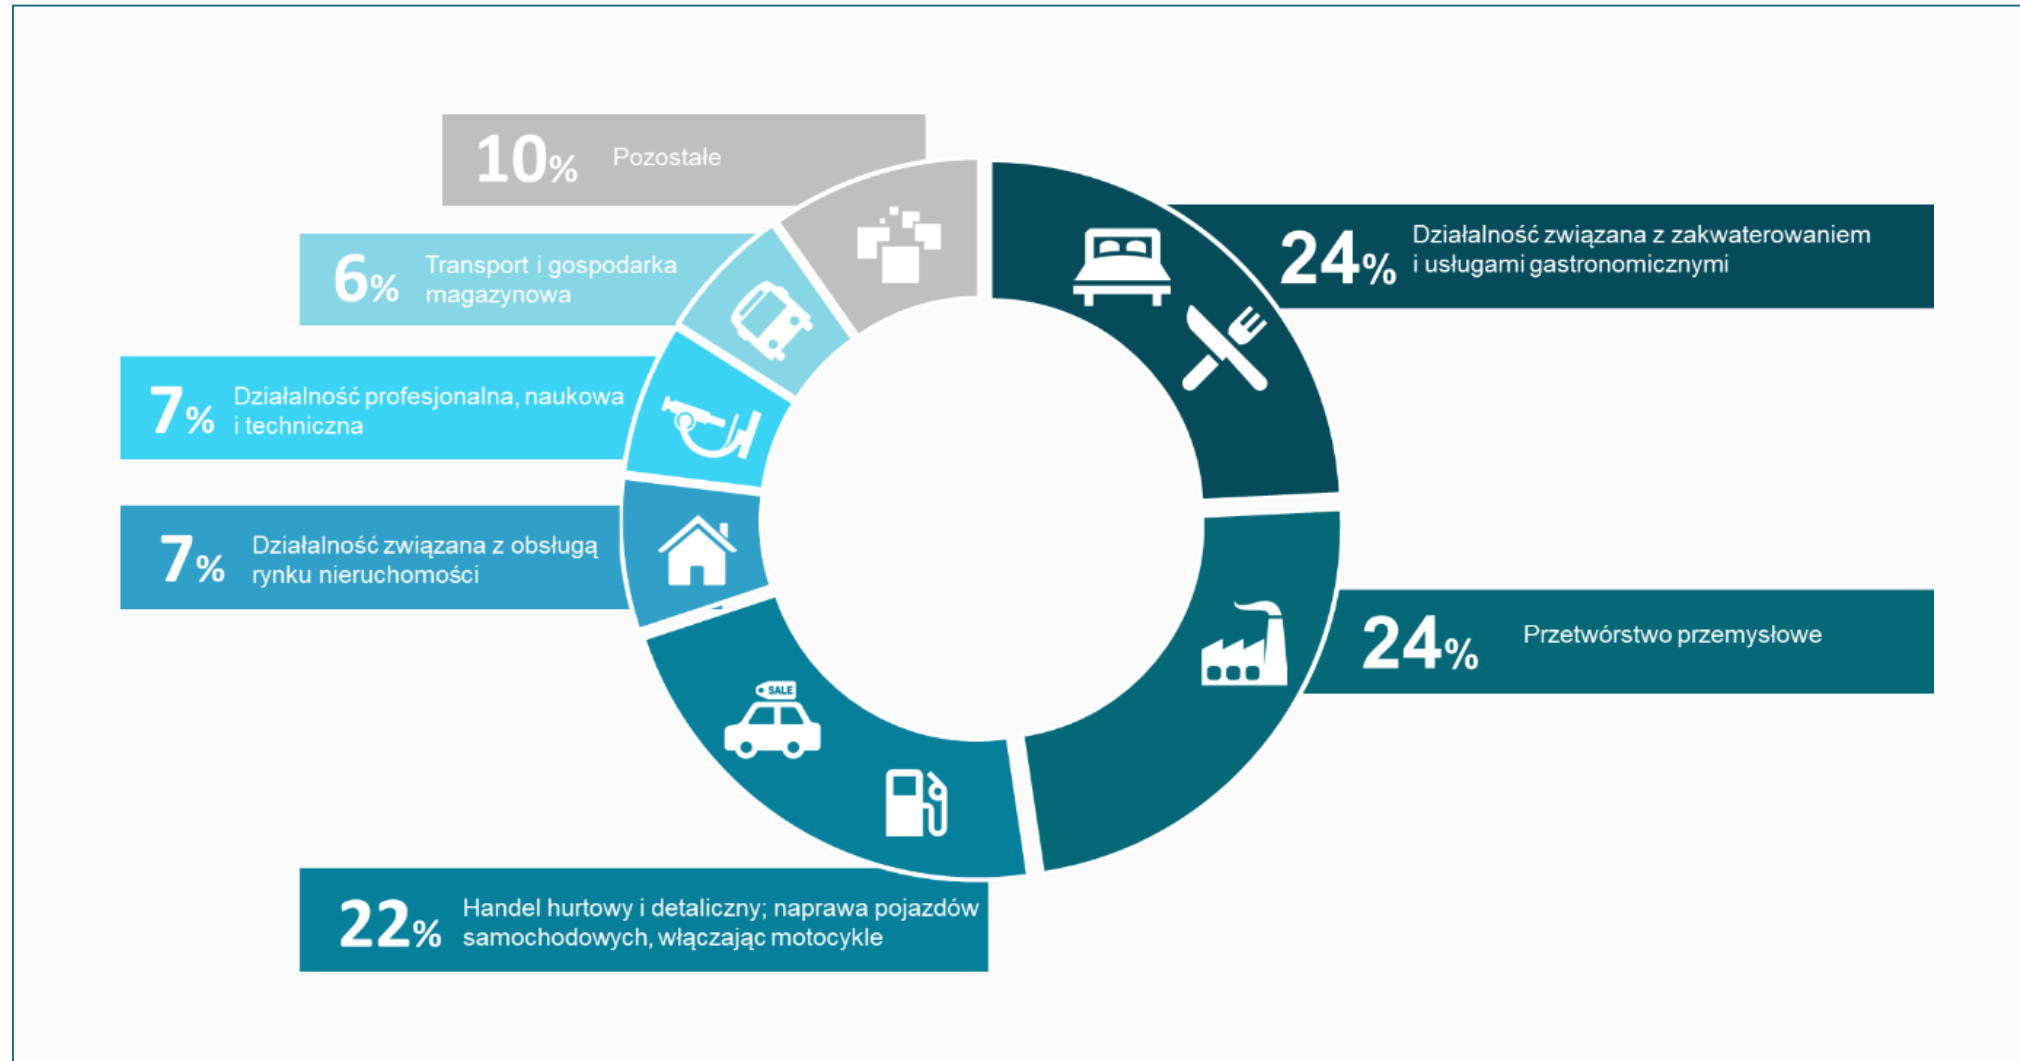 10% Pozostałe
24% Działalność związana z zakwaterowaniem
i usługami gastronomicznymi
6% Transport i gospodarka
magazynowa
7% Działalność profesjonalna, naukowa
i techniczna
7% Działalność związana z obsługą
rynku nieruchomości
24% Przetwórstwo przemysłowe
SALE
22% Handel hurtowy i detaliczny; naprawa pojazdów
samochodowych, włączając motocykle